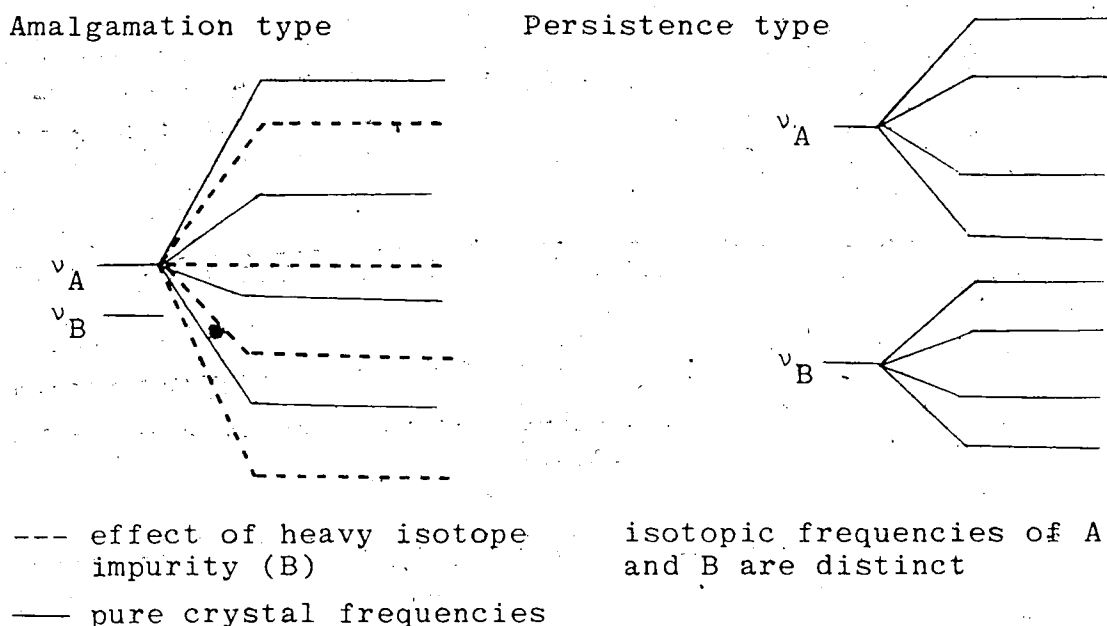 Amalgamation type
Persistence type
νA
νB
νA
νB
--- effect of heavy isotope
impurity (B)
— pure crystal frequencies
isotopic frequencies of A
and B are distinct